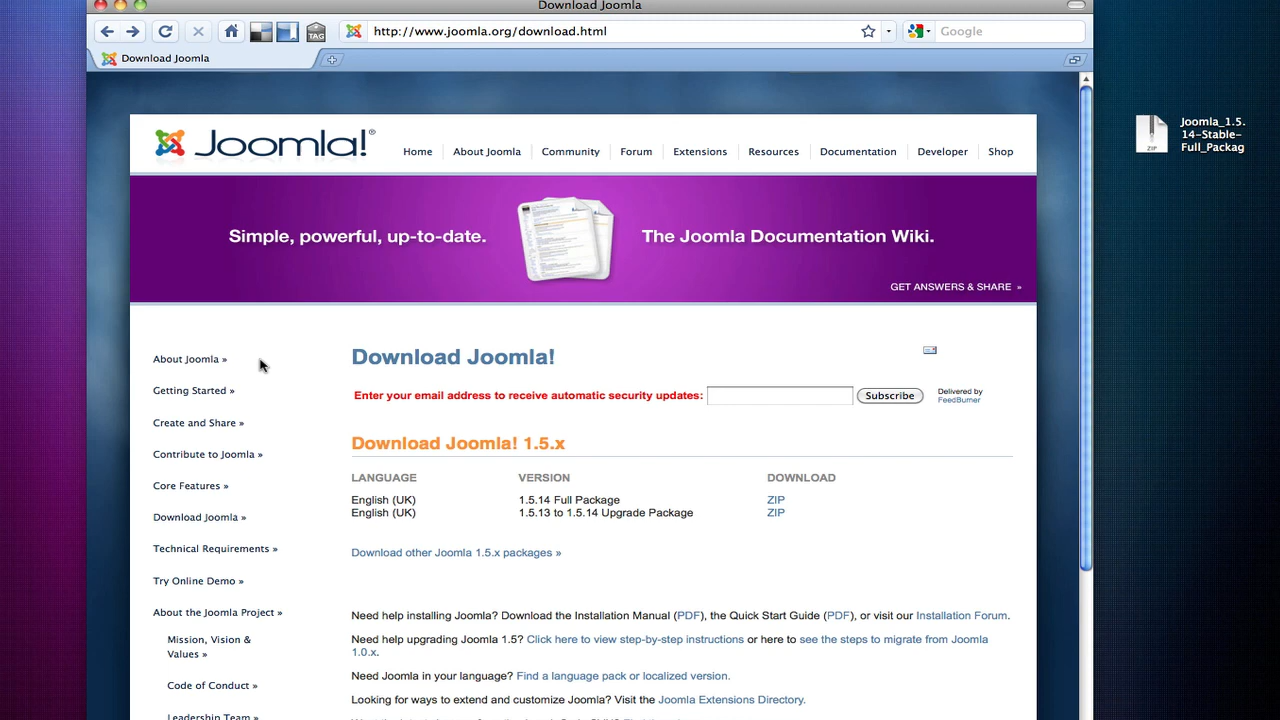 Download Joomla
http://www.joomla.org/download.html
Google
TAG
Download Joomla
Joomla!®
Home
About Joomla
Community
Forum
Extensions
Resources
Documentation
Developer
Shop
Joomla_1.5.
14-Stable-
Full_Packag
ZIP
Simple, powerful, up-to-date.
The Joomla Documentation Wiki.
GET ANSWERS & SHARE »
About Joomla »
Getting Started »
Create and Share »
Contribute to Joomla »
Core Features »
Download Joomla »
Technical Requirements »
Try Online Demo »
About the Joomla Project »
Mission, Vision &
Values »
Code of Conduct »
Leadership Team »
Download Joomla!
Enter your email address to receive automatic security updates:
Subscribe
Delivered by
FeedBurner
Download Joomla! 1.5.x
LANGUAGE VERSION DOWNLOAD
English (UK) 1.5.14 Full Package ZIP
English (UK) 1.5.13 to 1.5.14 Upgrade Package ZIP
Download other Joomla 1.5.x packages »
Need help installing Joomla? Download the Installation Manual (PDF), the Quick Start Guide (PDF), or visit our Installation Forum.
Need help upgrading Joomla 1.5? Click here to view step-by-step instructions or here to see the steps to migrate from Joomla
1.0.x.
Need Joomla in your language? Find a language pack or localized version.
Looking for ways to extend and customize Joomla? Visit the Joomla Extensions Directory.